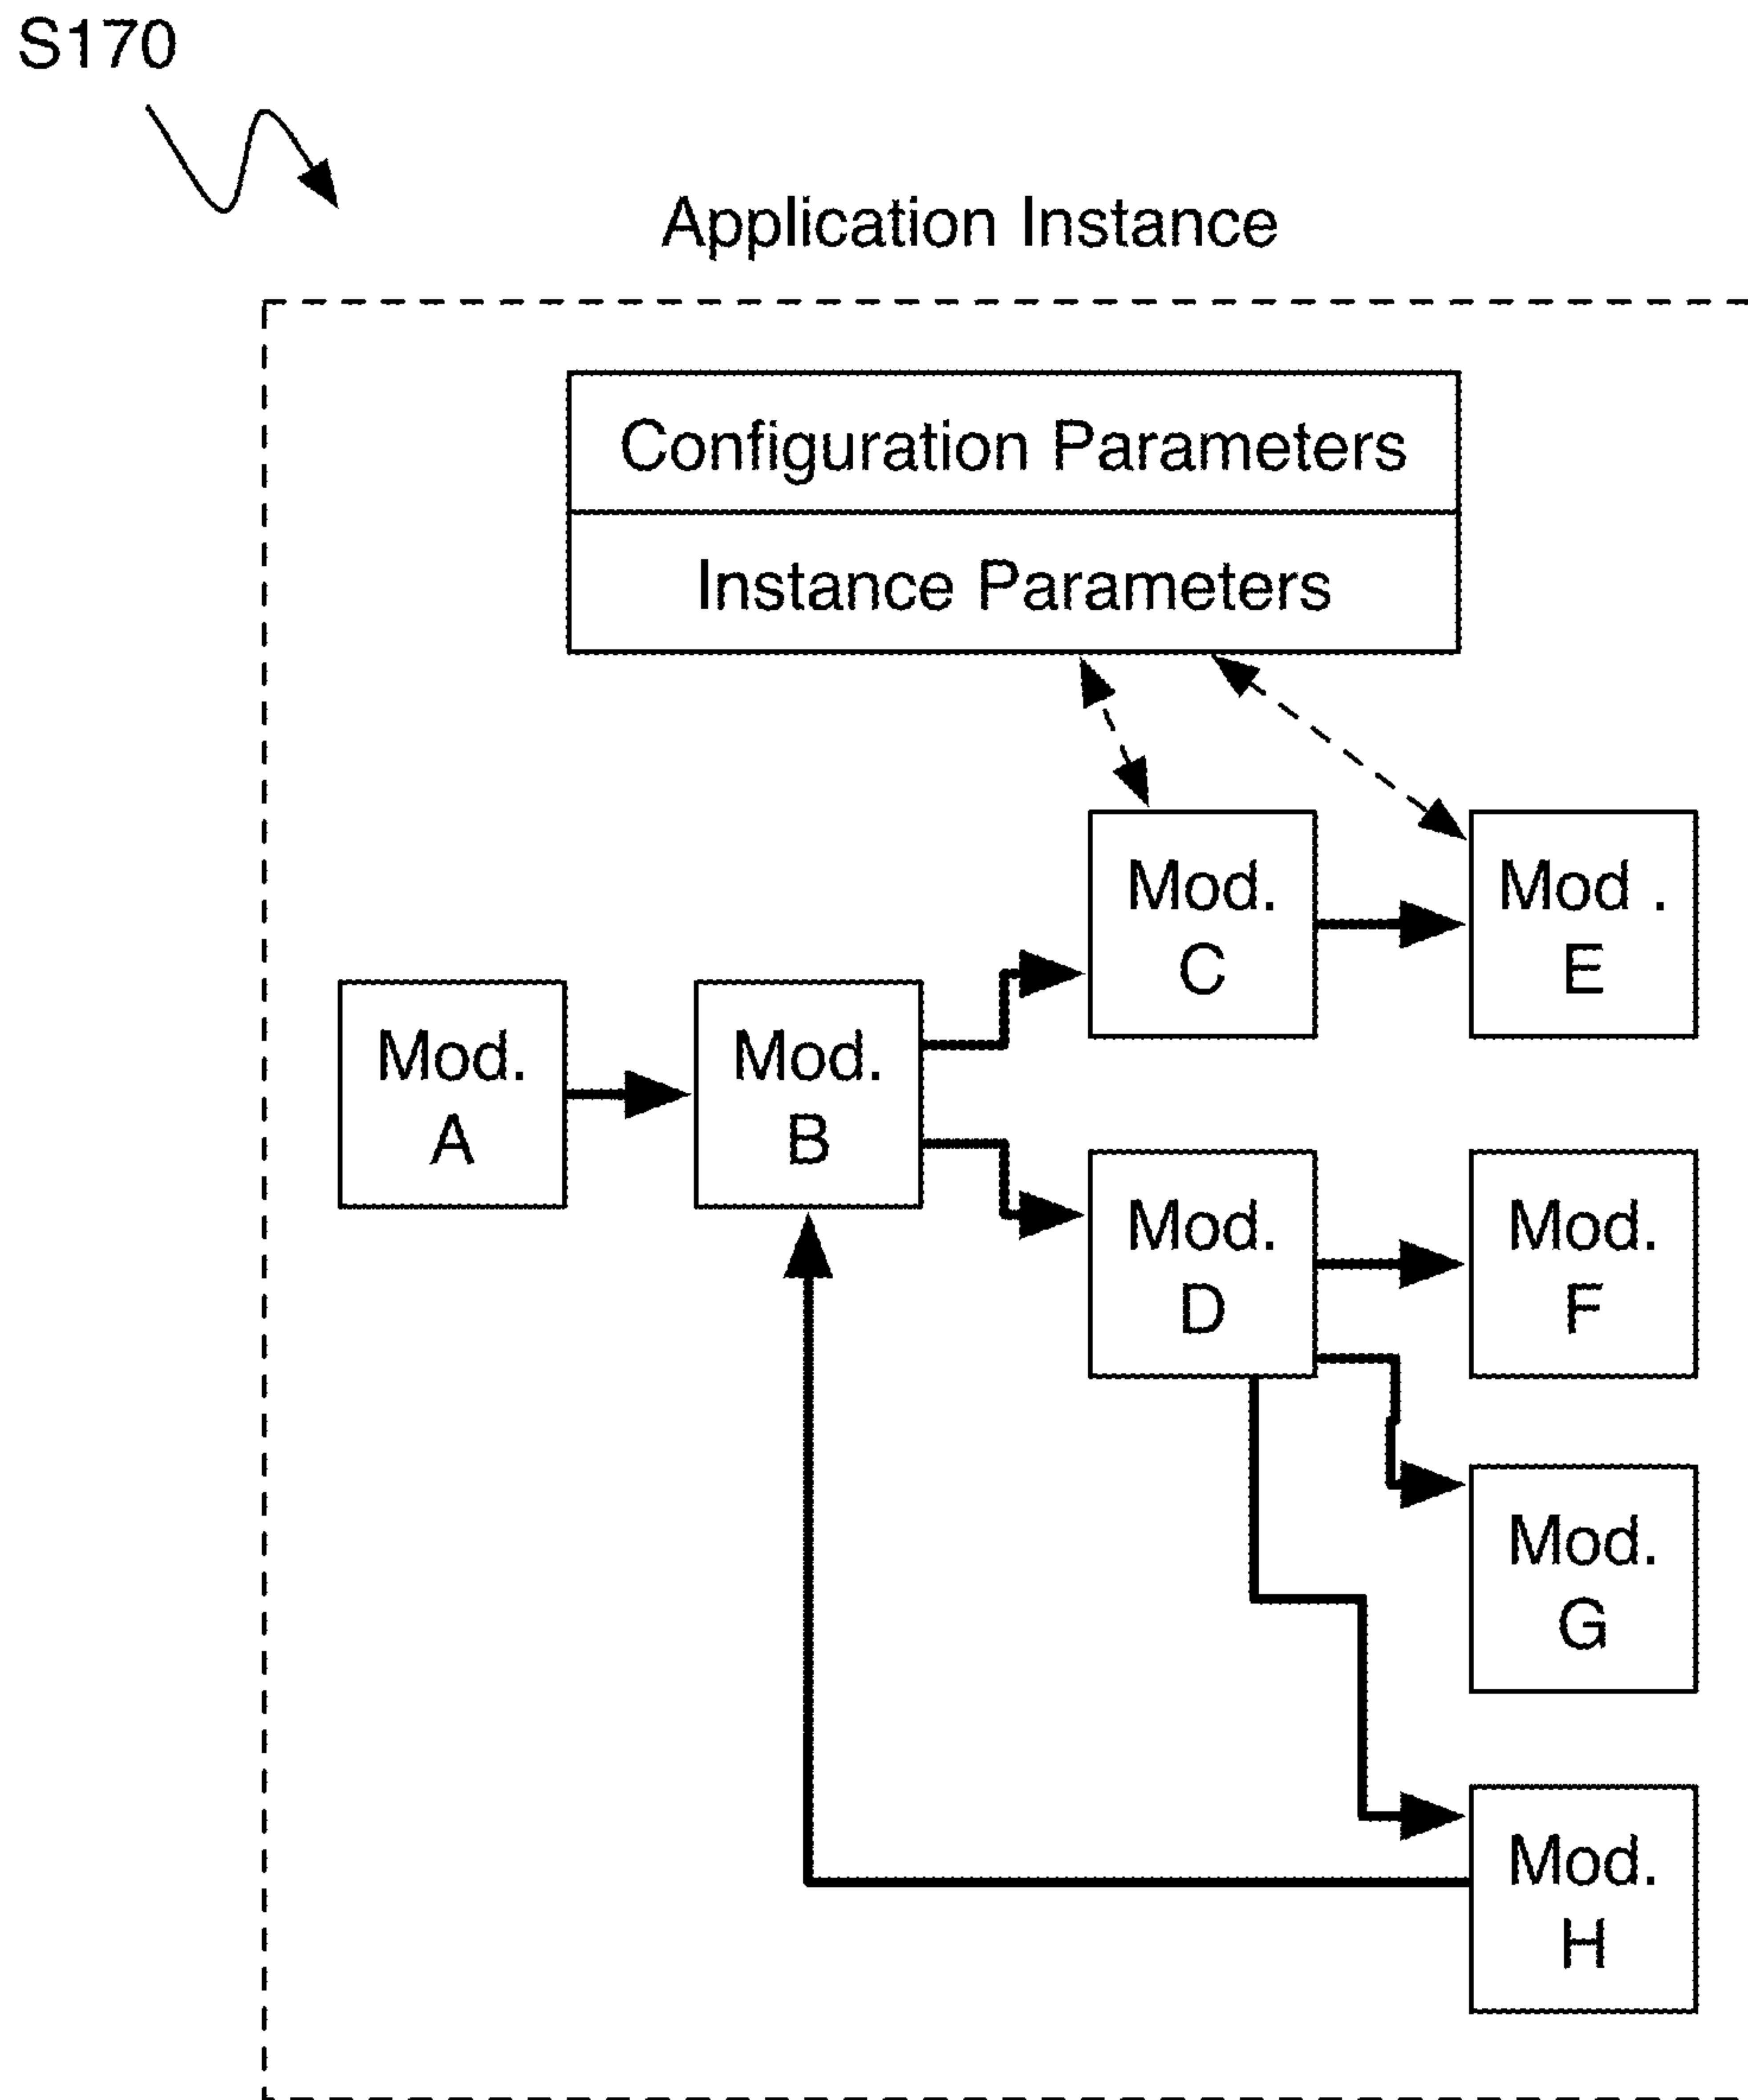 S170
Application Instance
Configuration Parameters
Instance Parameters
Mod.
C
Mod .
E
Mod.
A
Mod.
B
Mod.
D
Mod.
F
Mod.
G
Mod.
H